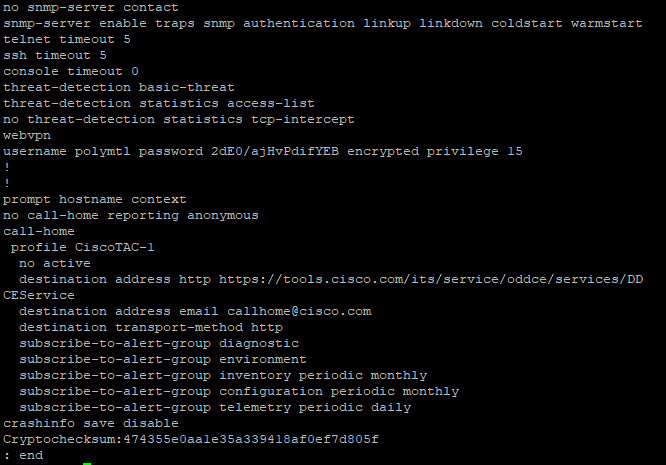 no snmp-server contact
snmp-server enable traps snmp authentication linkup linkdown coldstart warmstart
telnet timeout 5
ssh timeout 5
console timeout 0
threat-detection basic-threat
threat-detection statistics access-list
no threat-detection statistics tcp-intercept
webvpn
username polymtl password 2dE0/ajHvPdifYEB encrypted privilege 15
!
!
prompt hostname context
no call-home reporting anonymous
call-home
 profile CiscoTAC-1
  no active
  destination address http https://tools.cisco.com/its/service/oddce/services/DD
CEService
  destination address email callhome@cisco.com
  destination transport-method http
  subscribe-to-alert-group diagnostic
  subscribe-to-alert-group environment
  subscribe-to-alert-group inventory periodic monthly
  subscribe-to-alert-group configuration periodic monthly
  subscribe-to-alert-group telemetry periodic daily
crashinfo save disable
Cryptochecksum:474355e0aa1e35a339418af0ef7d805f
: end